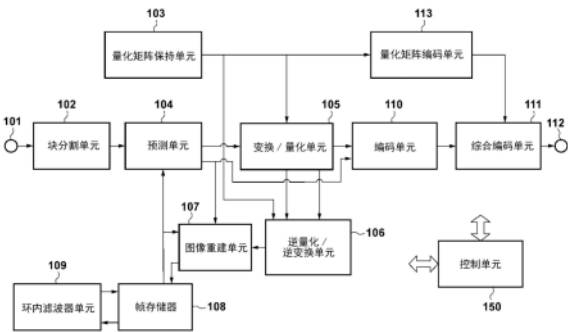 103
113
量化矩阵保持单元
量化矩阵编码单元
102
104
105
110
111
101
112
块分割单元
预测单元
变换/量化单元
编码单元
综合编码单元
107
106
图像重建单元
逆量化/
逆变换单元
109
控制单元
环内滤波器单元
帧存储器
108
150